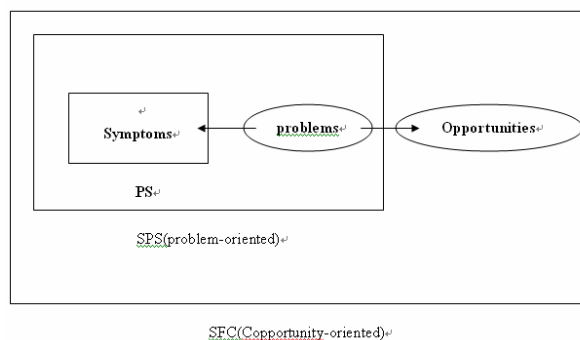 Symptoms
problems
Opportunities
PS
SPS(problem-oriented)
SFC(Copportunity-oriented)